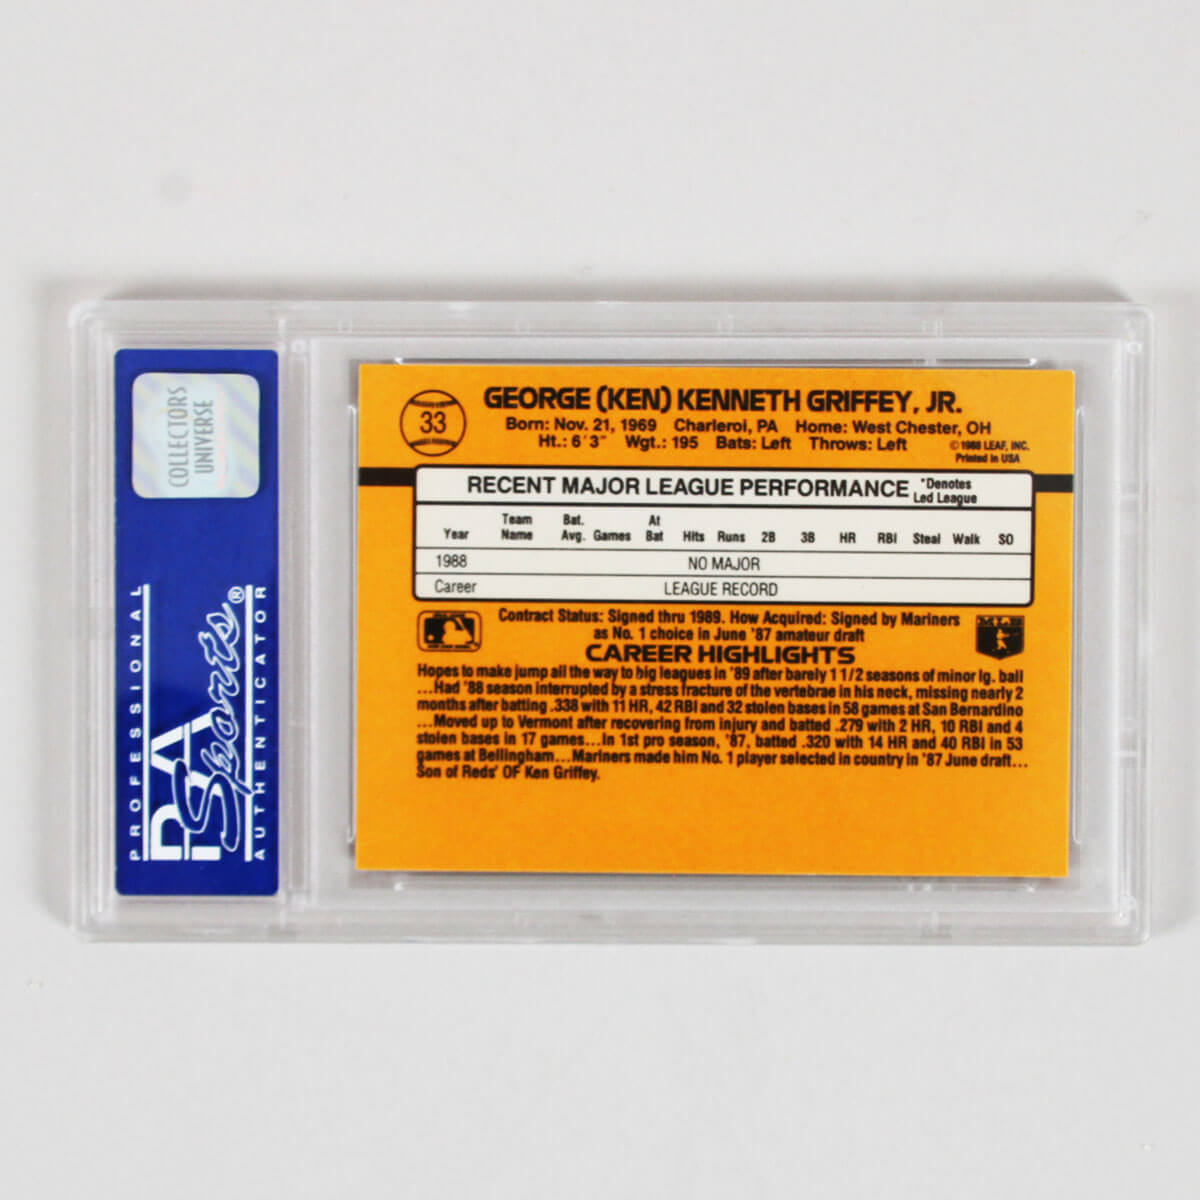 COLLECTORS
UNIVERSE
PROFESSIONAL
PSA
Sports®
AUTHENTICATOR
33
GEORGE (KEN) KENNETH GRIFFEY, JR.
Born: Nov. 21, 1969 Charleroi, PA Home: West Chester, OH
Ht.: 6'3" Wgt.: 195 Bats: Left Throws: Left
©1988 LEAF, INC.
Printed in USA
RECENT MAJOR LEAGUE PERFORMANCE *Denotes
Led League
Year Team Name Bat. Avg. Games At Bat Hits Runs 2B 3B HR RBI Steal Walk SO
1988 NO MAJOR
Career LEAGUE RECORD
Contract Status: Signed thru 1989. How Acquired: Signed by Mariners
as No. 1 choice in June '87 amateur draft
MLB
CAREER HIGHLIGHTS
Hopes to make jump all the way to big leagues in '89 after barely 1 1/2 seasons of minor lg. ball
...Had '88 season interrupted by a stress fracture of the vertebrae in his neck, missing nearly 2
months after batting .338 with 11 HR, 42 RBI and 32 stolen bases in 58 games at San Bernardino
...Moved up to Vermont after recovering from injury and batted .279 with 2 HR, 10 RBI and 4
stolen bases in 17 games...In 1st pro season, '87, batted .320 with 14 HR and 40 RBI in 53
games at Bellingham...Mariners made him No. 1 player selected in country in '87 June draft...
Son of Reds' OF Ken Griffey.